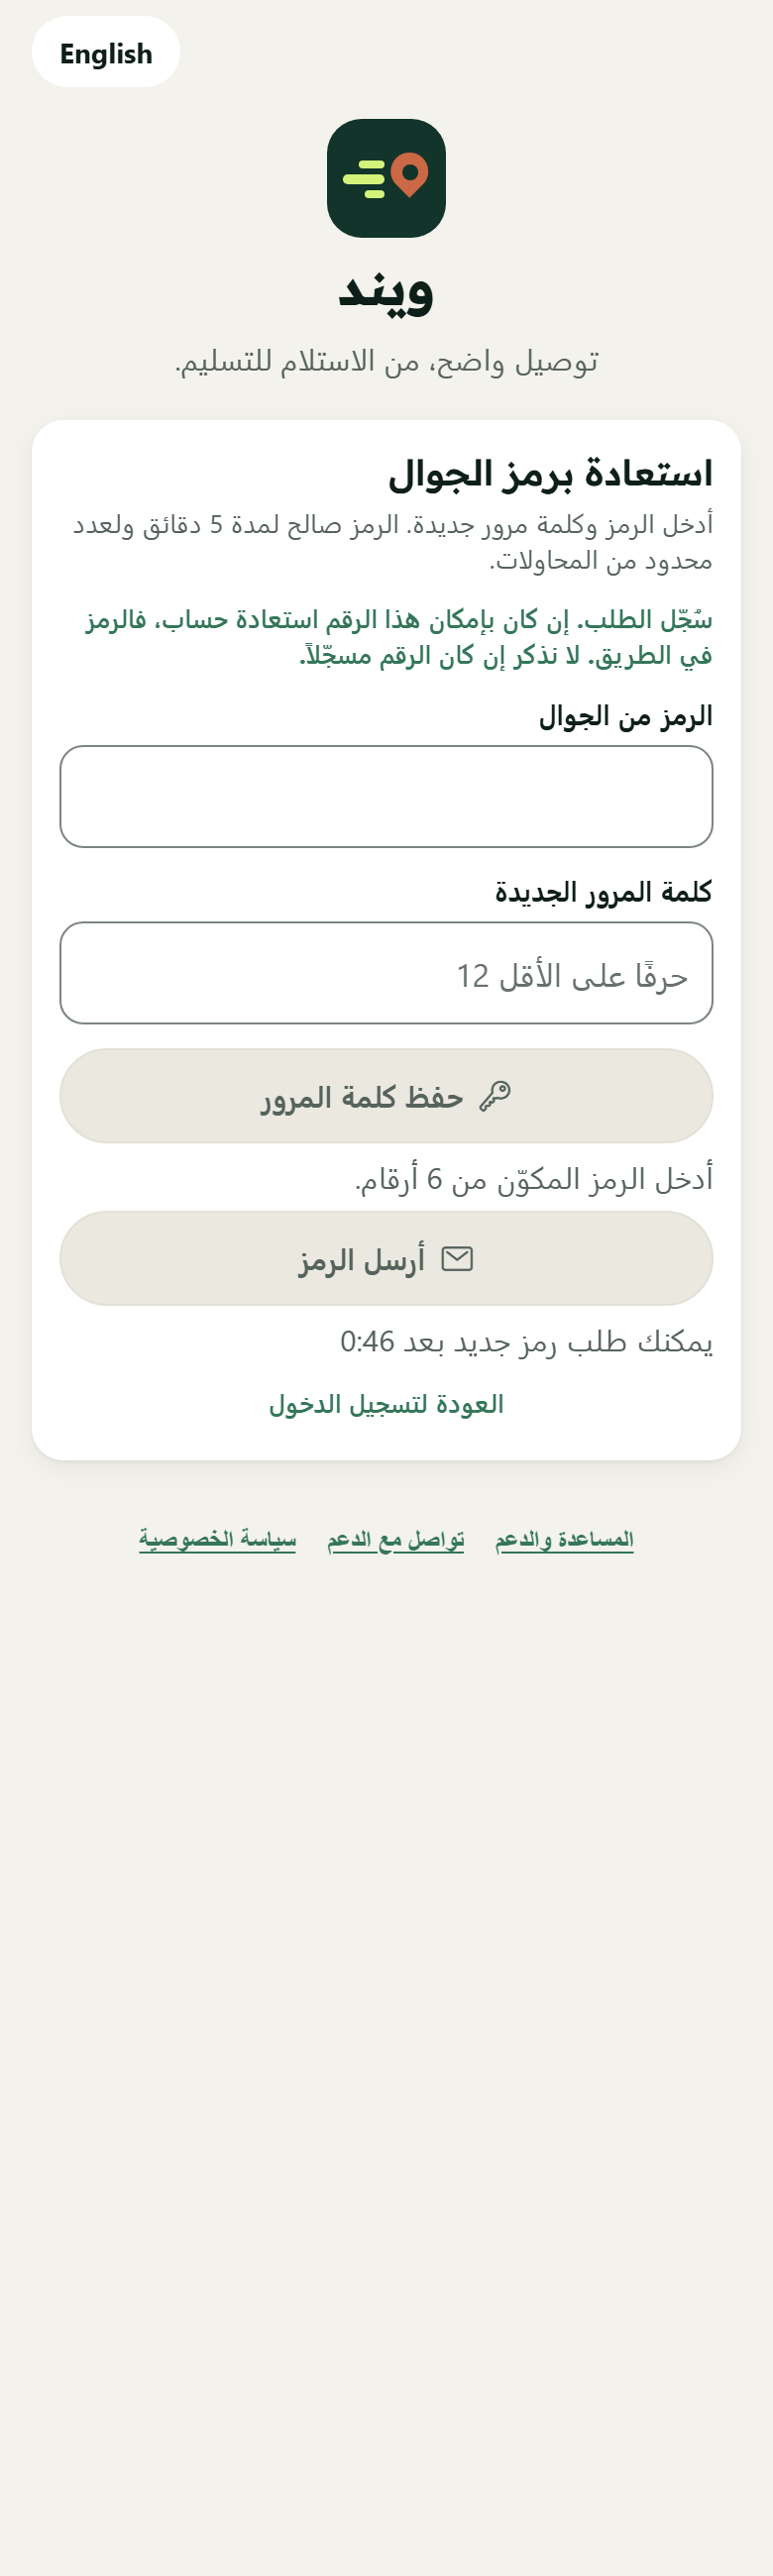 English
ويند
توصيل واضح، من الاستلام للتسليم.
استعادة برمز الجوال
أدخل الرمز وكلمة مرور جديدة. الرمز صالح لمدة 5 دقائق ولعدد
محدود من المحاولات.
سُجّل الطلب. إن كان بإمكان هذا الرقم استعادة حساب، فالرمز
في الطريق. لا نذكر إن كان الرقم مسجّلاً.
الرمز من الجوال
كلمة المرور الجديدة
حرفًا على الأقل 12
حفظ كلمة المرور
أدخل الرمز المكوّن من 6 أرقام.
أرسل الرمز
يمكنك طلب رمز جديد بعد 0:46
العودة لتسجيل الدخول
المساعدة والدعم تواصل مع الدعم سياسة الخصوصية